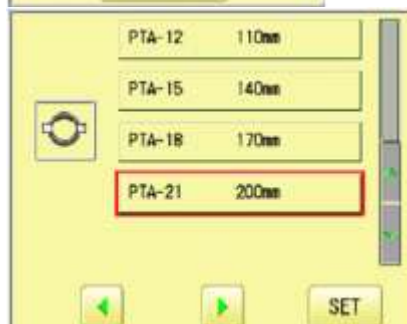 PTA-12 110mm
PTA-15 140mm
PTA-18 170mm
PTA-21 200mm
SET